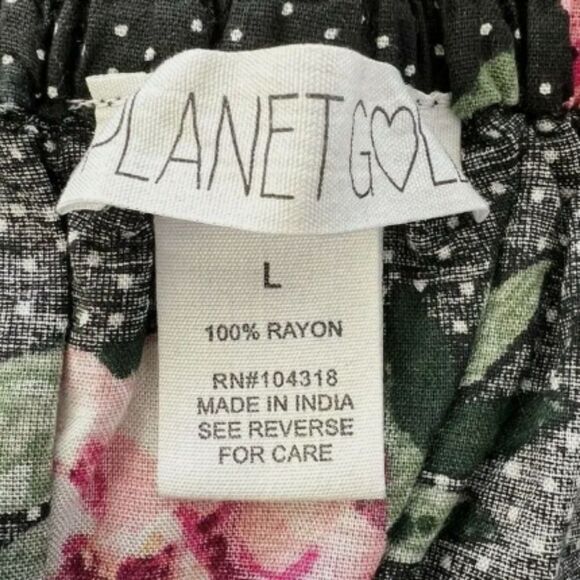 PLANET G♡L
L
100% RAYON
RN#104318
MADE IN INDIA
SEE REVERSE
FOR CARE